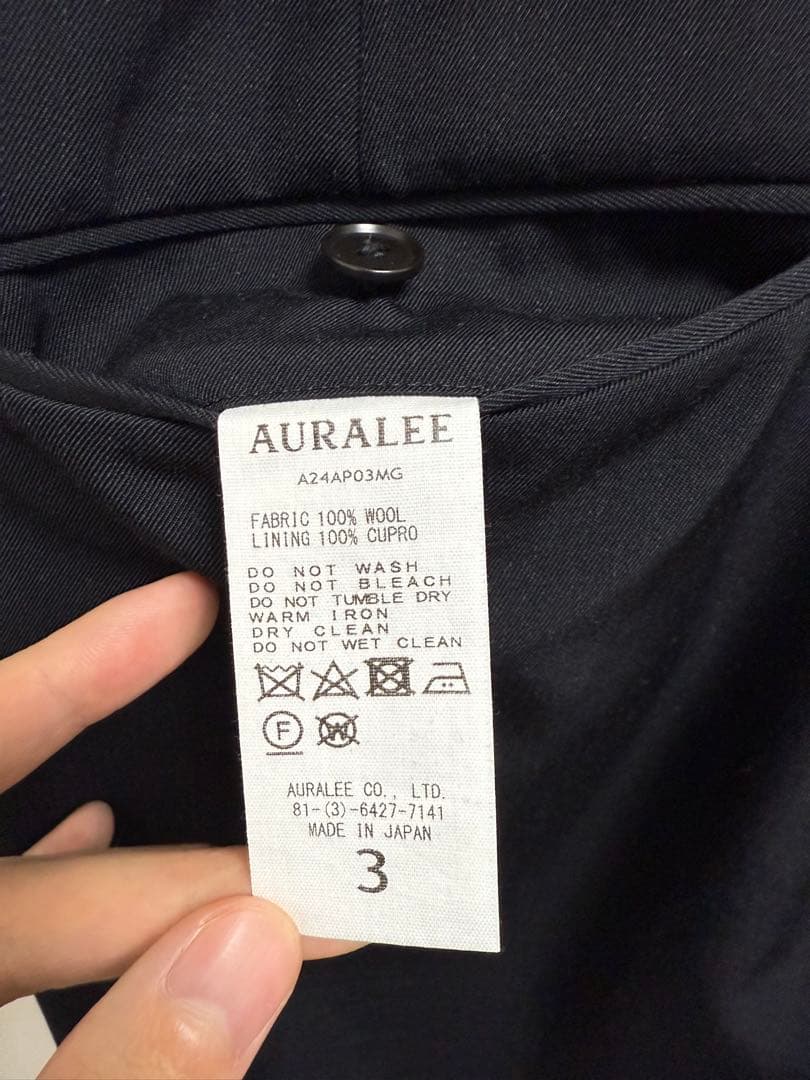 AURALEE
A24AP03MG
FABRIC 100% WOOL
LINING 100% CUPRO
DO NOT WASH
DO NOT BLEACH
DO NOT TUMBLE DRY
WARM IRON
DRY CLEAN
DO NOT WET CLEAN
F W
AURALEE CO., LTD.
81-(3)-6427-7141
MADE IN JAPAN
3